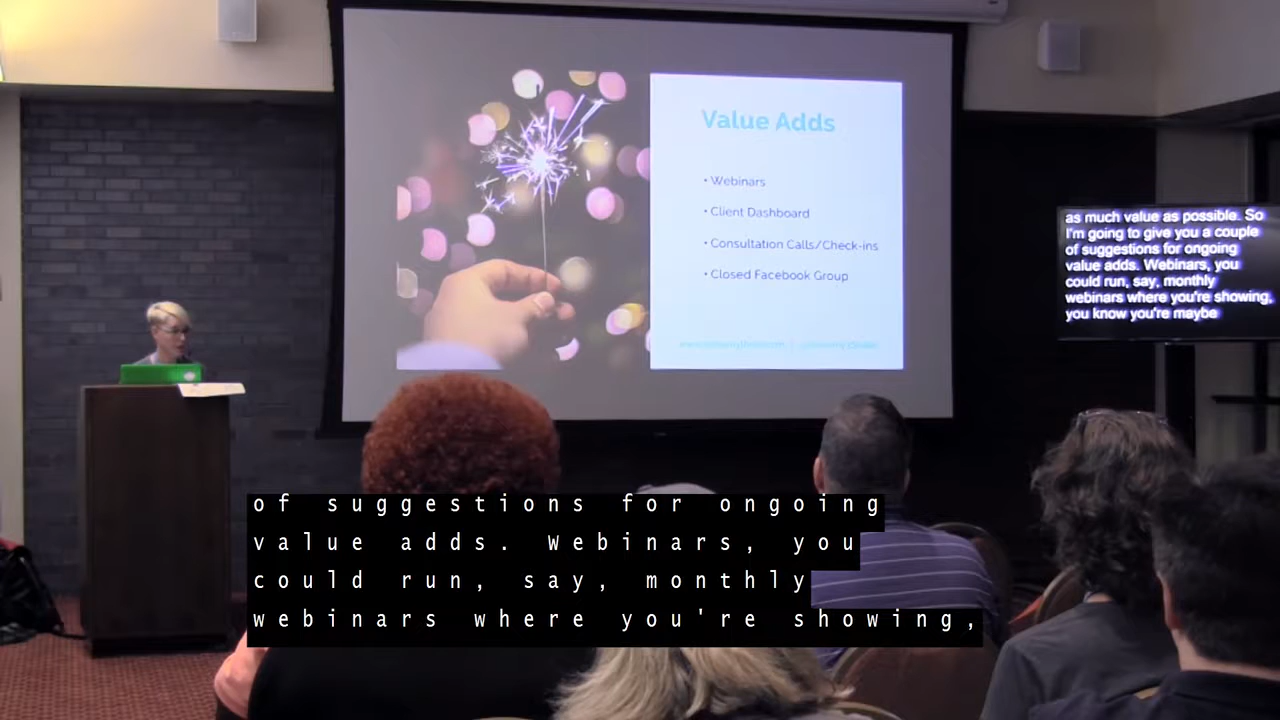 Value Adds
• Webinars
• Client Dashboard
• Consultation Calls/Check-ins
• Closed Facebook Group
as much value as possible. So
I'm going to give you a couple
of suggestions for ongoing
value adds. Webinars, you
could run, say, monthly
webinars where you're showing,
you know you're maybe
of suggestions for ongoing
value adds. Webinars, you
could run, say, monthly
webinars where you're showing,